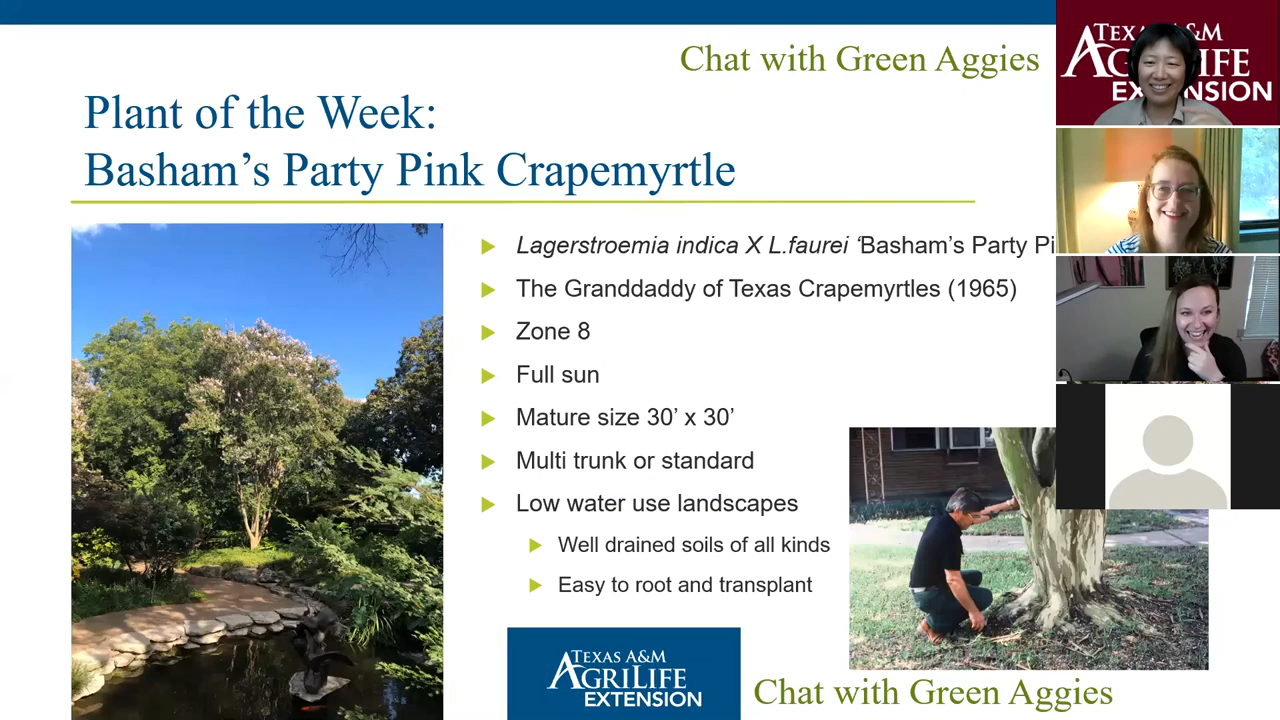 Chat with Green Aggies
Plant of the Week:
Basham’s Party Pink Crapemyrtle
Lagerstroemia indica X L.faurei ‘Basham’s Party Pi
The Granddaddy of Texas Crapemyrtles (1965)
Zone 8
Full sun
Mature size 30’ x 30’
Multi trunk or standard
Low water use landscapes
Well drained soils of all kinds
Easy to root and transplant
TEXAS A&M
AGRILIFE
EXTENSION
Chat with Green Aggies
EXTENSION